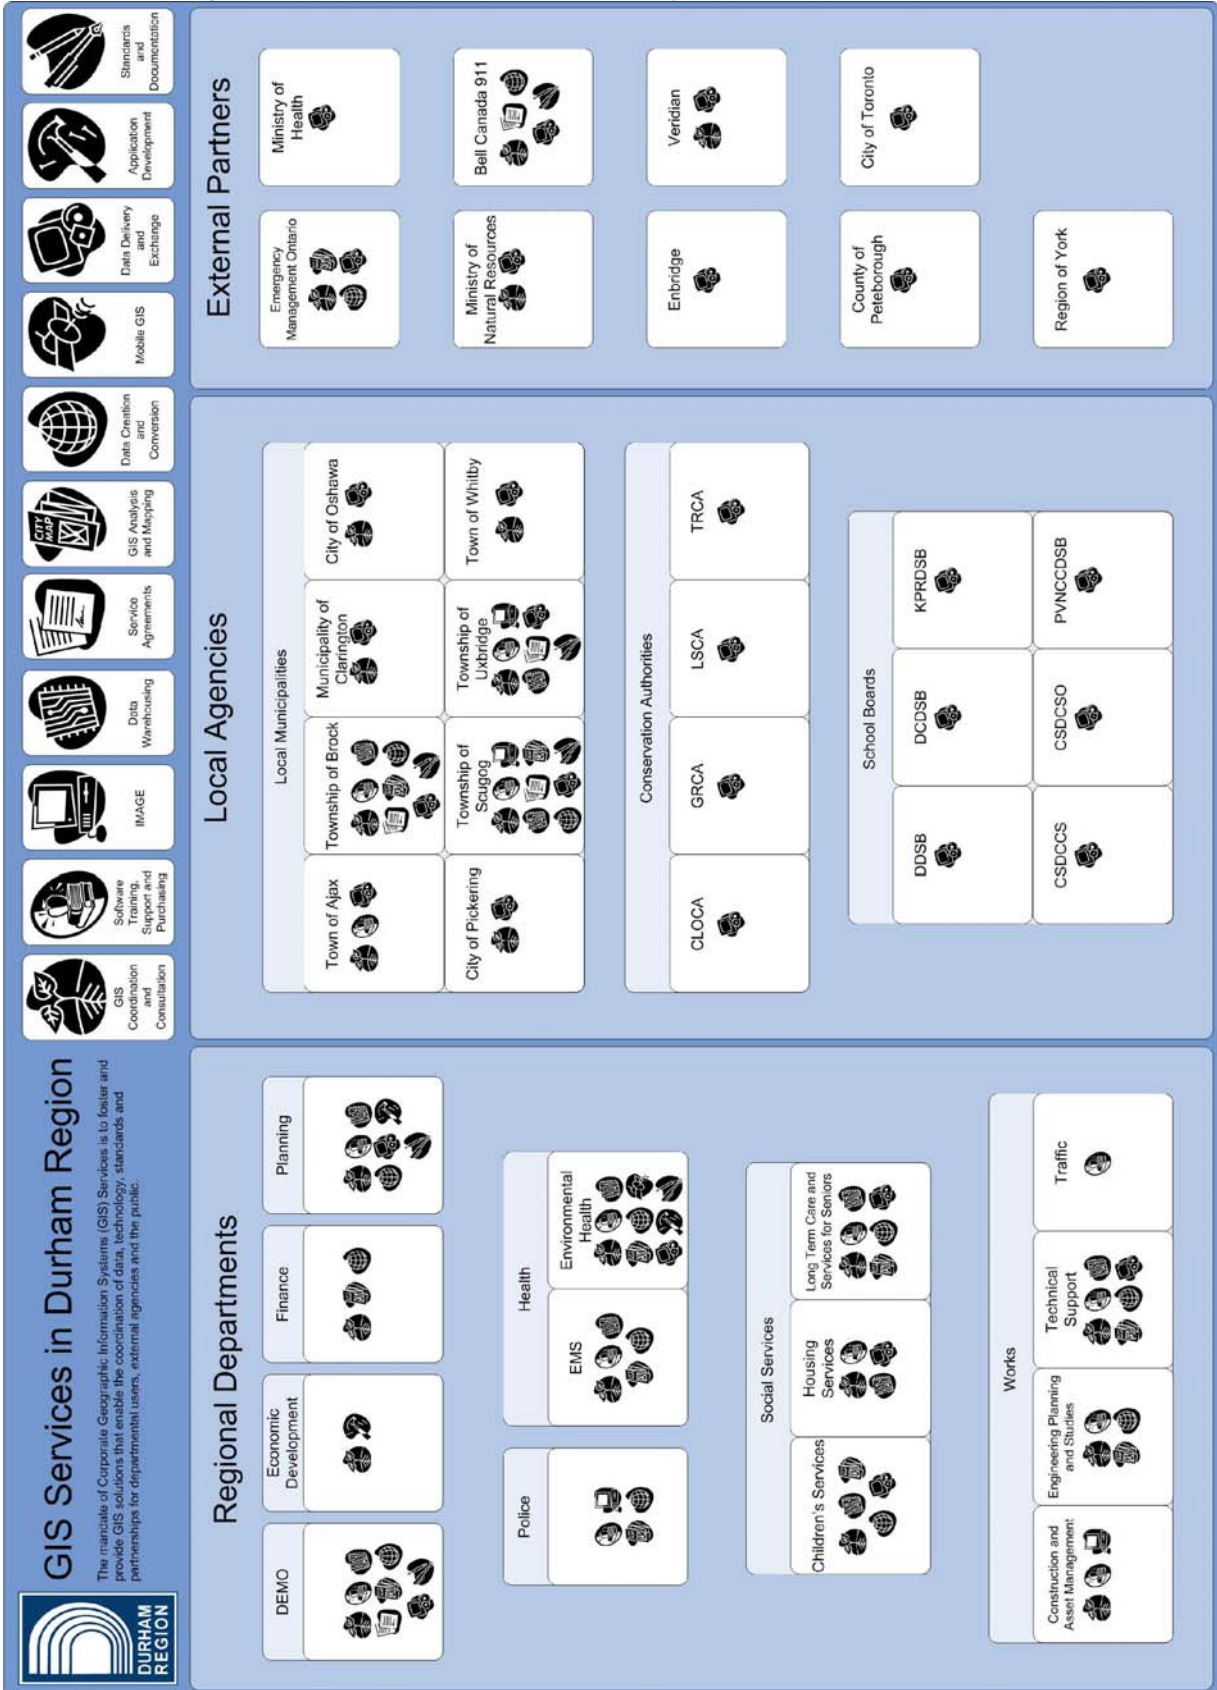 DURHAM
REGION
GIS Services in Durham Region
The mandate of Corporate Geographic Information Systems (GIS) Services is to foster and
provide GIS solutions that enable the coordination of data, technology, standards and
partnerships for departmental users, external agencies and the public.
GIS
Coordination
and
Consultation
Software
Training,
Support and
Purchasing
IMAGE
Data
Warehousing
Service
Agreements
CITY
MAP
GIS Analysis
and Mapping
Data Creation
and
Conversion
Mobile GIS
Data Delivery
and
Exchange
Application
Development
Standards
and
Documentation
Regional Departments
DEMO
Economic
Development
Finance
Planning
Police
Health
EMS
Environmental
Health
Social Services
Children's Services
Housing
Services
Long Term Care and
Services for Seniors
Works
Construction and
Asset Management
Engineering Planning
and Studies
Technical
Support
Traffic
Local Agencies
Local Municipalities
Town of Ajax
Township of Brock
Municipality of
Clarington
City of Oshawa
City of Pickering
Township of
Scugog
Township of
Uxbridge
Town of Whitby
Conservation Authorities
CLOCA
GRCA
LSCA
TRCA
School Boards
DDSB
DCDSB
KPRDSB
CSDCCS
CSDCSO
PVNCCDSB
External Partners
Emergency
Management Ontario
Ministry of
Health
Ministry of
Natural Resources
Bell Canada 911
Enbridge
Veridian
County of
Peteborough
City of Toronto
Region of York